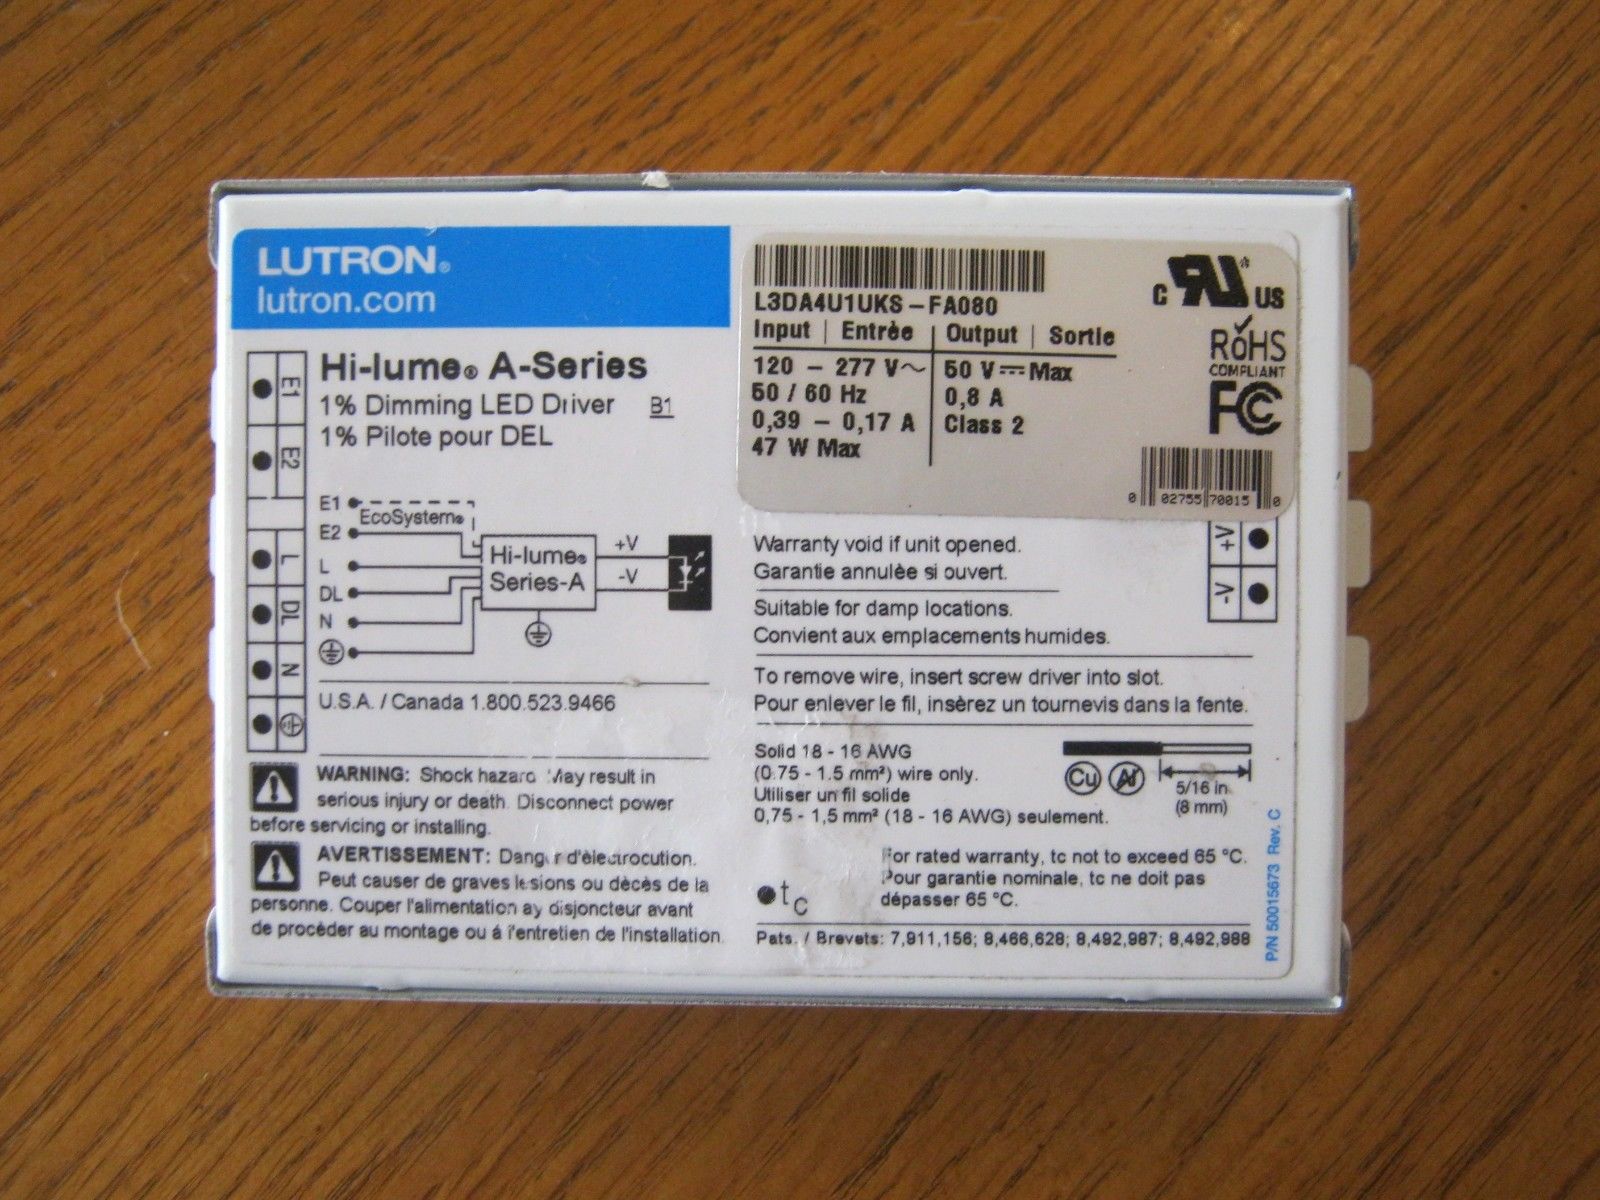 LUTRON®
lutron.com
Hi-lume® A-Series
1% Dimming LED Driver B1
1% Pilote pour DEL
E1
E2
L
DL
N
E1
EcoSystem®
E2
L
DL
N
Hi-lume®
Series-A
+V
-V
U.S.A. / Canada 1.800.523.9466
WARNING: Shock hazard. May result in
serious injury or death. Disconnect power
before servicing or installing.
AVERTISSEMENT: Danger d'èlectrocution.
Peut causer de graves lesions ou dècès de la
personne. Couper l'alimentation ay disjoncteur avant
de procèder au montage ou á l'entretien de l'installation.
L3DA4U1UKS-FA080
Input | Entrèe | Output | Sortie
120 - 277 V~ 50 V Max
50 / 60 Hz 0,8 A
0,39 - 0,17 A Class 2
47 W Max
C RU® US
RoHS
COMPLIANT
FC
0 02755 70015 0
Warranty void if unit opened.
Garantie annulèe si ouvert.
Suitable for damp locations.
Convient aux emplacements humides.
+V
-V
To remove wire, insert screw driver into slot.
Pour enlever le fil, insèrez un tournevis dans la fente.
Solid 18 - 16 AWG
(0.75 - 1.5 mm²) wire only.
Utiliser un fil solide
0,75 - 1,5 mm² (18 - 16 AWG) seulement.
Cu Al
5/16 in
(8 mm)
tc
For rated warranty, tc not to exceed 65 °C.
Pour garantie nominale, tc ne doit pas
dépasser 65 °C.
Pats. / Brevets: 7,911,156; 8,466,628; 8,492,987; 8,492,988
P/N 50015673 Rev. C